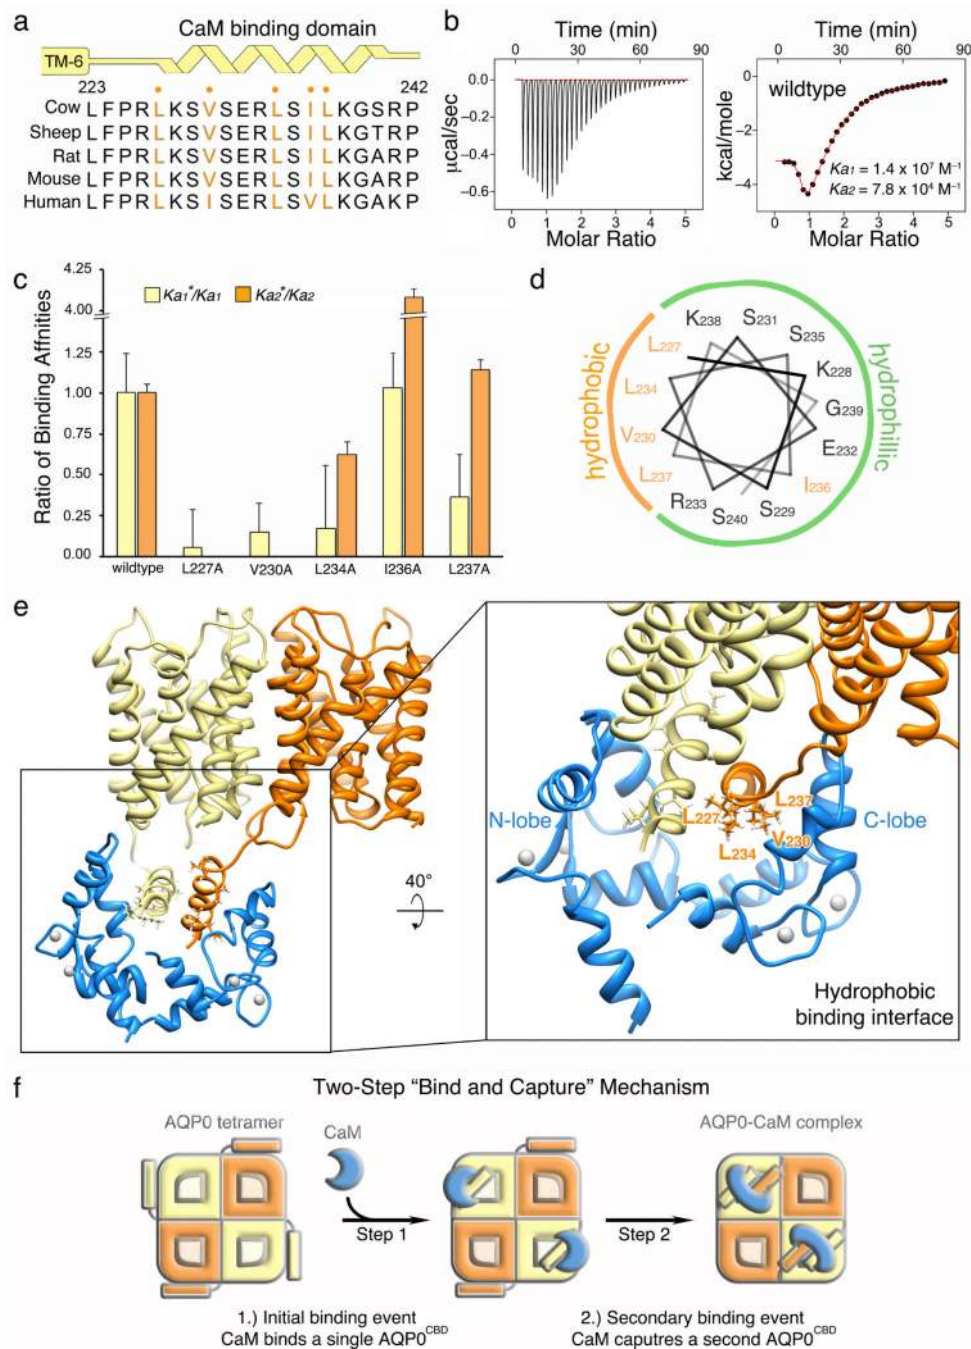 a
CaM binding domain
TM-6
223 242
Cow L F P R L K S V S E R L S I L K G S R P
Sheep L F P R L K S V S E R L S I L K G T R P
Rat L F P R L K S V S E R L S I L K G A R P
Mouse L F P R L K S V S E R L S I L K G A R P
Human L F P R L K S I S E R L S V L K G A K P
b
Time (min)
0 30 60 90
μcal/sec
0.0
−0.2
−0.4
−0.6
0 1 2 3 4 5
Molar Ratio
Time (min)
0 30 60 90
kcal/mole
0
−2
−4
wildtype
Ka1 = 1.4 x 10⁷ M⁻¹
Ka2 = 7.8 x 10⁴ M⁻¹
0 1 2 3 4 5
Molar Ratio
c
Ratio of Binding Affnities
4.25
4.00
1.25
1.00
0.75
0.50
0.25
0.00
Ka1*/Ka1 Ka2*/Ka2
wildtype L227A V230A L234A I236A L237A
d
hydrophobic
hydrophillic
K238 S231
S235
L227
K228
L234
G239
V230
E232
L237
I236
R233
S240 S229
e
40°
N-lobe
C-lobe
L227
L237
L234
V230
Hydrophobic
binding interface
f
Two-Step “Bind and Capture” Mechanism
AQP0 tetramer
CaM
AQP0-CaM complex
Step 1
Step 2
1.) Initial binding event
CaM binds a single AQP0ᶜᴮᴰ
2.) Secondary binding event
CaM caputres a second AQP0ᶜᴮᴰ